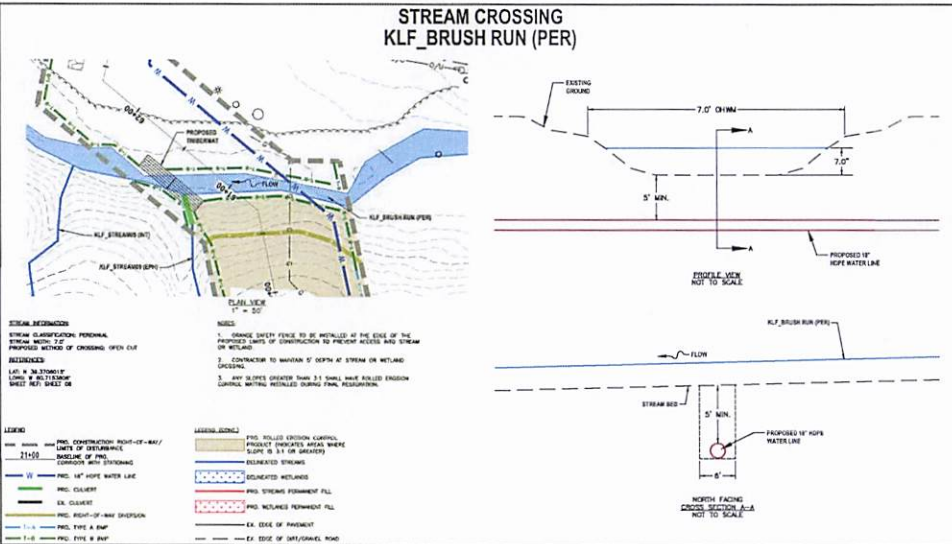 STREAM CROSSING
KLF_BRUSH RUN (PER)
PROPOSED
TIMBERMAT
FLOW
KLF_BRUSH RUN (PER)
(INT)
(EPH)
PLAN VIEW
1" = 50'
STREAM INFORMATION
STREAM CLASSIFICATION: PERENNIAL
STREAM WIDTH: 7.0'
PROPOSED METHOD OF CROSSING: OPEN CUT
REFERENCES:
SHEET REF: SHEET 08
NOTES:
1. ORANGE SAFETY FENCE TO BE INSTALLED AT THE EDGE OF THE
PROPOSED LIMITS OF CONSTRUCTION TO PREVENT ACCESS INTO STREAM
OR WETLAND.
2. CONTRACTOR TO MAINTAIN 5' DEPTH AT STREAM OR WETLAND
CROSSING.
3. ANY SLOPES GREATER THAN 3:1 SHALL HAVE ROLLED EROSION
CONTROL MATTING INSTALLED DURING FINAL RESTORATION.
LEGEND
PRO. CONSTRUCTION RIGHT-OF-WAY/
LIMITS OF DISTURBANCE
21+00
BASELINE OF PRO.
CORRIDOR WITH STATIONING
W PRO. 18" HDPE WATER LINE
PRO. CULVERT
EX. CULVERT
PRO. RIGHT-OF-WAY DIVERSION
T-A PRO. TYPE A BMP
T-B PRO. TYPE B BMP
LEGEND (CONT.)
PRO. ROLLED EROSION CONTROL
PRODUCT (INDICATES AREAS WHERE
SLOPE IS 3:1 OR GREATER)
DELINEATED STREAMS
DELINEATED WETLANDS
PRO. STREAMS PERMANENT FILL
PRO. WETLANDS PERMANENT FILL
EX. EDGE OF PAVEMENT
EX. EDGE OF DIRT/GRAVEL ROAD
EXISTING
GROUND
7.0' OHWM
A
7.0"
5' MIN.
A
PROPOSED 18"
HDPE WATER LINE
PROFILE VIEW
NOT TO SCALE
KLF_BRUSH RUN (PER)
FLOW
STREAM BED
5' MIN.
PROPOSED 18" HDPE
WATER LINE
6'
NORTH FACING
CROSS SECTION A-A
NOT TO SCALE